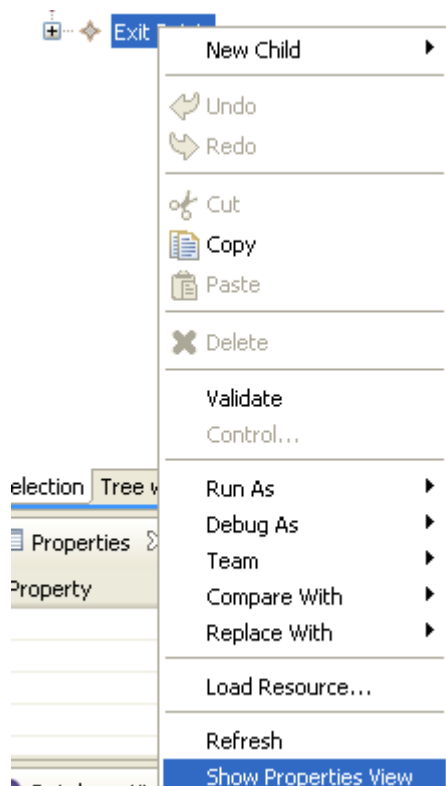 Exit
New Child
Undo
Redo
Cut
Copy
Paste
Delete
Validate
Control...
election Tree v
Run As
Debug As
Properties
Team
Property
Compare With
Replace With
Load Resource...
Refresh
Show Properties View